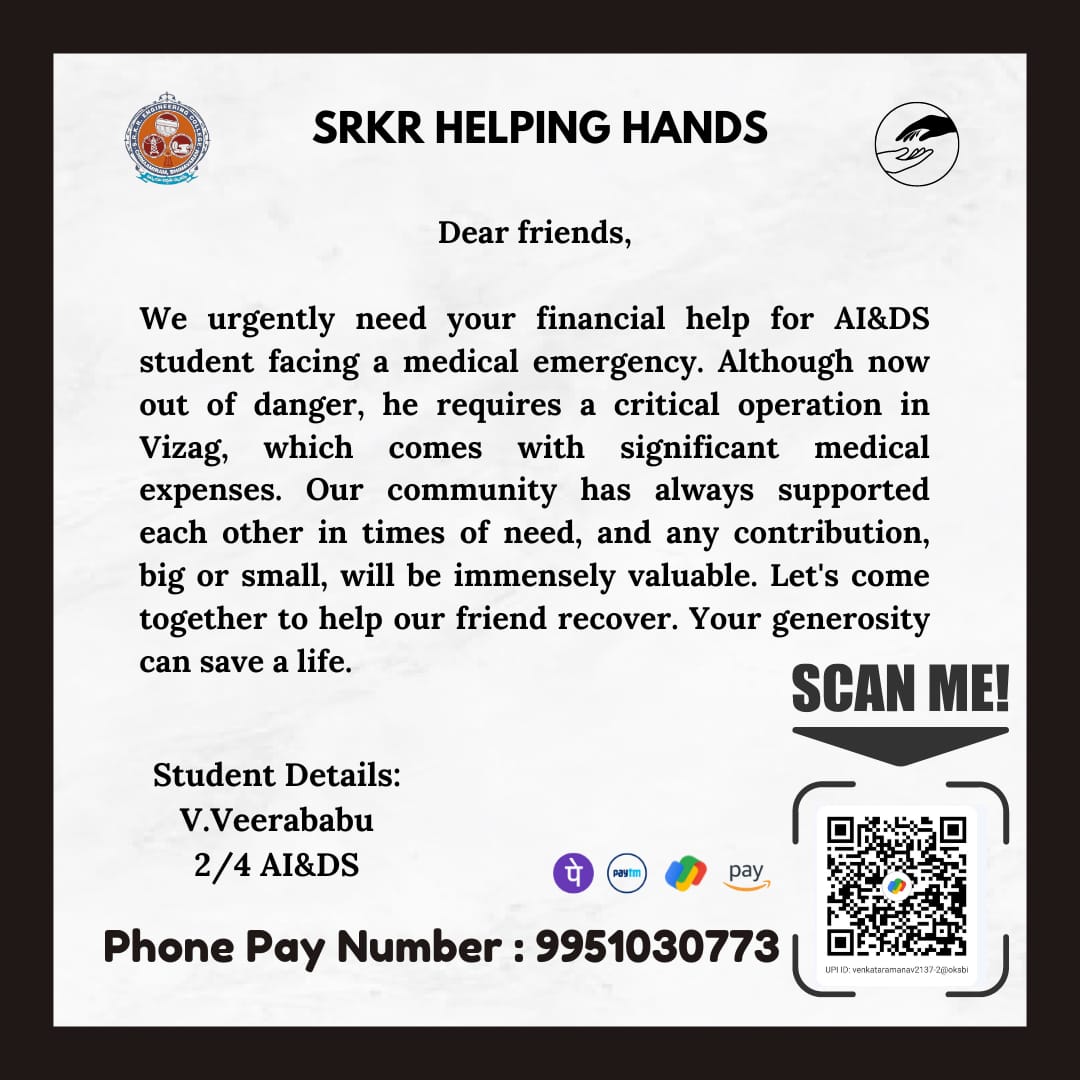 S.R.K.R. ENGINEERING COLLEGE
SRKR HELPING HANDS
Dear friends,
We urgently need your financial help for AI&DS
student facing a medical emergency. Although now
out of danger, he requires a critical operation in
Vizag, which comes with significant medical
expenses. Our community has always supported
each other in times of need, and any contribution,
big or small, will be immensely valuable. Let's come
together to help our friend recover. Your generosity
can save a life.
SCAN ME!
Student Details:
V.Veerababu
2/4 AI&DS
पे
paytm
pay
Phone Pay Number : 9951030773
UPI ID: venkataramanav2137-2@oksbi